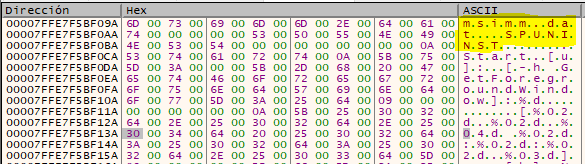 Dirección Hex ASCII
00007FFE7F5BF09A 6D 00 73 00 69 00 6D 00 6D 00 2E 00 64 00 61 00 m.s.i.m.m...d.a.
00007FFE7F5BF0AA 74 00 00 00 00 00 53 00 50 00 55 00 4E 00 49 00 t.....S.P.U.N.I.
00007FFE7F5BF0BA 4E 00 53 00 54 00 00 00 00 00 00 00 00 00 0A 00 N.S.T...........
00007FFE7F5BF0CA 53 00 74 00 61 00 72 00 74 00 0A 00 5B 00 75 00 S.t.a.r.t...[.u.
00007FFE7F5BF0DA 5D 00 3A 00 00 00 5B 00 2D 00 68 00 20 00 47 00 ].:...[.-.h. .G.
00007FFE7F5BF0EA 65 00 74 00 46 00 6F 00 72 00 65 00 67 00 72 00 e.t.F.o.r.e.g.r.
00007FFE7F5BF0FA 6F 00 75 00 6E 00 64 00 57 00 69 00 6E 00 64 00 o.u.n.d.W.i.n.d.
00007FFE7F5BF10A 6F 00 77 00 5D 00 3A 00 25 00 64 00 09 00 00 00 o.w.].:.%.d.....
00007FFE7F5BF11A 00 00 00 00 00 00 0A 00 5B 00 25 00 30 00 32 00 ........[.%.0.2.
00007FFE7F5BF12A 64 00 2E 00 25 00 30 00 32 00 64 00 2E 00 25 00 d...%.0.2.d...%.
00007FFE7F5BF13A 30 00 34 00 64 00 20 00 25 00 30 00 32 00 64 00 0.4.d. .%.0.2.d.
00007FFE7F5BF14A 3A 00 25 00 30 00 32 00 64 00 3A 00 25 00 30 00 :.%.0.2.d.:.%.0.
00007FFE7F5BF15A 32 00 64 00 2E 00 25 00 30 00 33 00 64 00 5D 00 2.d...%.0.3.d.].